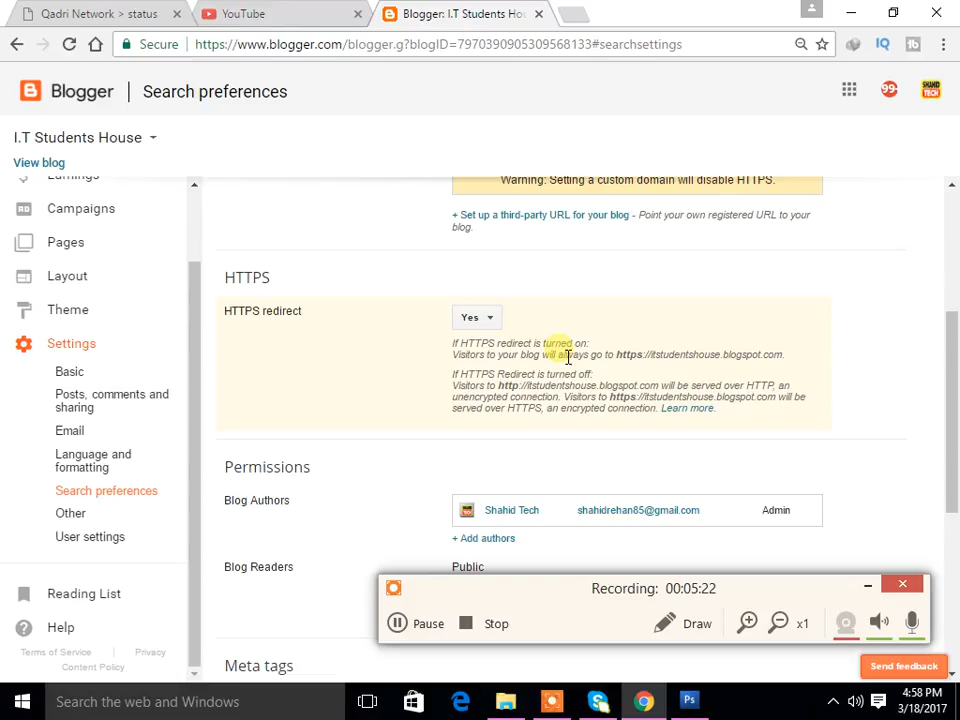 Qadri Network > status
YouTube
Blogger: I.T Students Hou
Secure
https://www.blogger.com/blogger.g?blogID=7970390905309568133#searchsettings
Blogger
Search preferences
99+
SHAHID TECH
I.T Students House
View blog
Earnings
Campaigns
Pages
Layout
Theme
Settings
Basic
Posts, comments and
sharing
Email
Language and
formatting
Search preferences
Other
User settings
Reading List
Help
Terms of Service
Privacy
Content Policy
Warning: Setting a custom domain will disable HTTPS.
+ Set up a third-party URL for your blog - Point your own registered URL to your
blog.
HTTPS
HTTPS redirect
Yes
If HTTPS redirect is turned on:
Visitors to your blog will always go to https://itstudentshouse.blogspot.com.
If HTTPS Redirect is turned off:
Visitors to http://itstudentshouse.blogspot.com will be served over HTTP, an
unencrypted connection. Visitors to https://itstudentshouse.blogspot.com will be
served over HTTPS, an encrypted connection. Learn more.
Permissions
Blog Authors
Shahid Tech
shahidrehan85@gmail.com
Admin
+ Add authors
Blog Readers
Public
Meta tags
Recording: 00:05:22
Pause
Stop
Draw
x1
Send feedback
Search the web and Windows
4:58 PM
3/18/2017